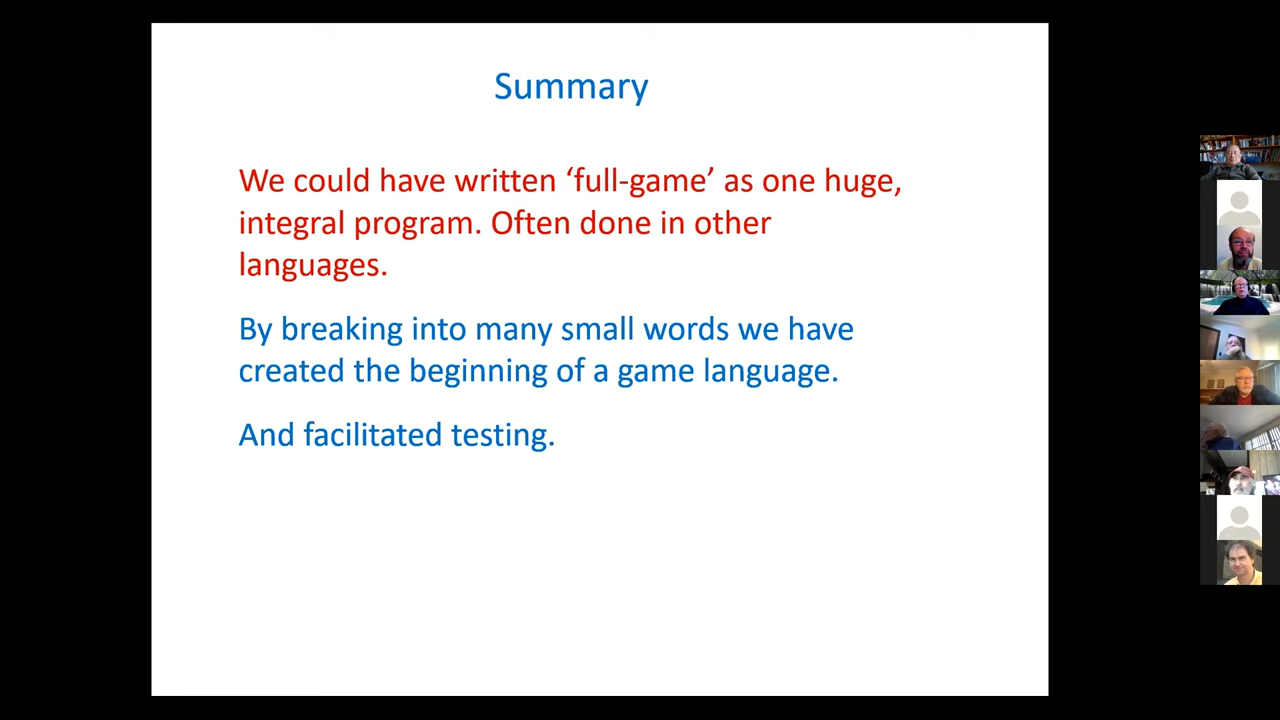 Summary
We could have written ‘full-game’ as one huge,
integral program. Often done in other
languages.
By breaking into many small words we have
created the beginning of a game language.
And facilitated testing.